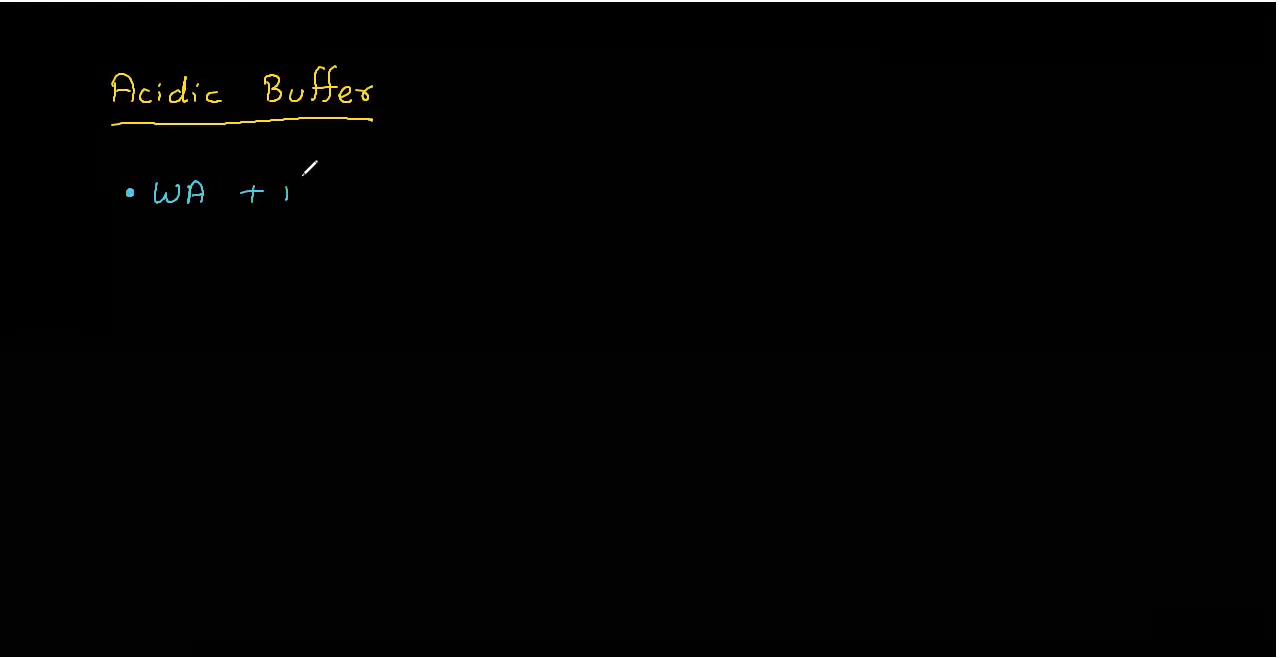 Acidic Buffer
• WA +